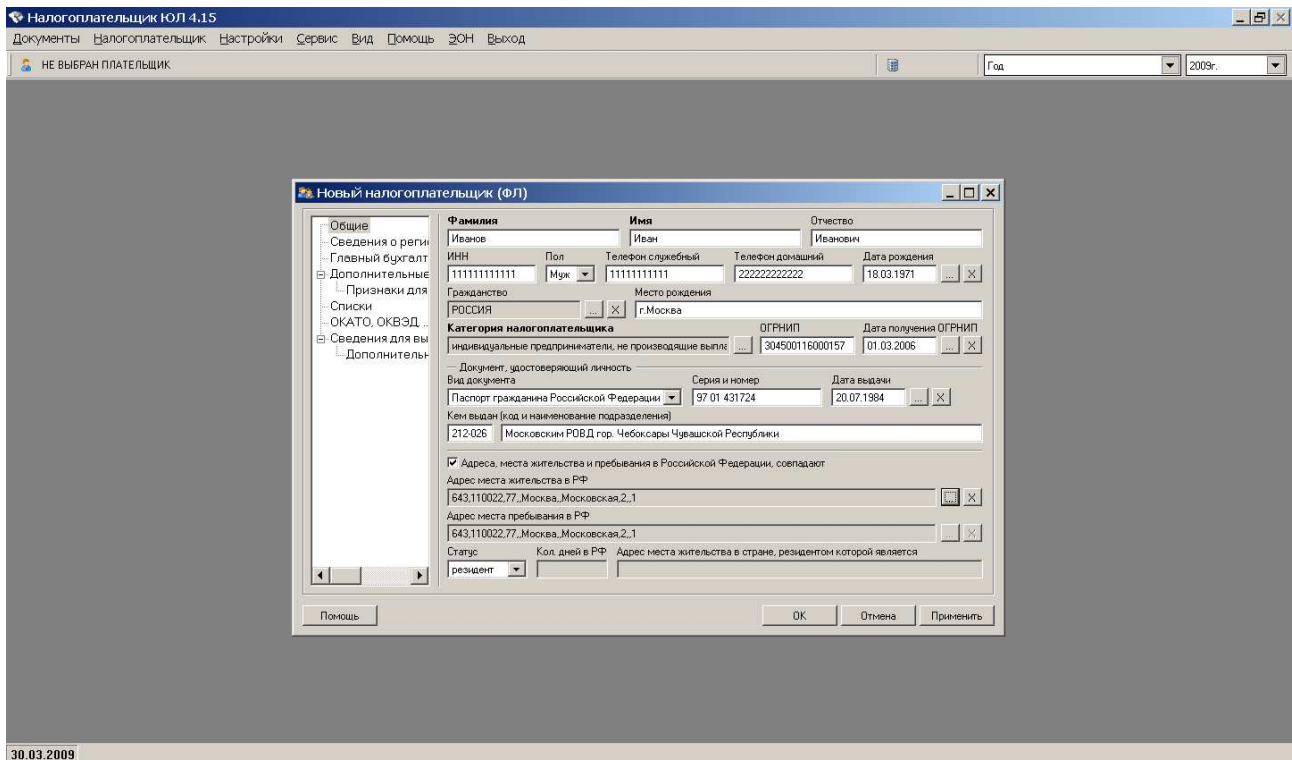 Налогоплательщик ЮЛ 4.15
Документы Налогоплательщик Настройки Сервис Вид Помощь ЭОН Выход
НЕ ВЫБРАН ПЛАТЕЛЬЩИК Год 2009г.
Новый налогоплательщик (ФЛ)
Общие
Сведения о реги
Главный бухгалт
Дополнительные
Признаки для
Списки
ОКАТО, ОКВЭД, ..
Сведения для вы
Дополнительн
Фамилия Имя Отчество
Иванов Иван Иванович
ИНН Пол Телефон служебный Телефон домашний Дата рождения
111111111111 Муж 11111111111 222222222222 18.03.1971 ...
Гражданство Место рождения
РОССИЯ ... г.Москва
Категория налогоплательщика ОГРНИП Дата получения ОГРНИП
индивидуальные предприниматели, не производящие выпла ... 304500116000157 01.03.2006 ...
Документ, удостоверяющий личность
Вид документа Серия и номер Дата выдачи
Паспорт гражданина Российской Федерации 97 01 431724 20.07.1984 ...
Кем выдан (код и наименование подразделения)
212-026 Московским РОВД гор. Чебоксары Чувашской Республики
Адреса, места жительства и пребывания в Российской Федерации, совпадают
Адрес места жительства в РФ
643,110022,77,,Москва,,Московская,2,,1 ...
Адрес места пребывания в РФ
643,110022,77,,Москва,,Московская,2,,1 ...
Статус Кол. дней в РФ Адрес места жительства в стране, резидентом которой является
резидент
Помощь ОК Отмена Применить
30.03.2009